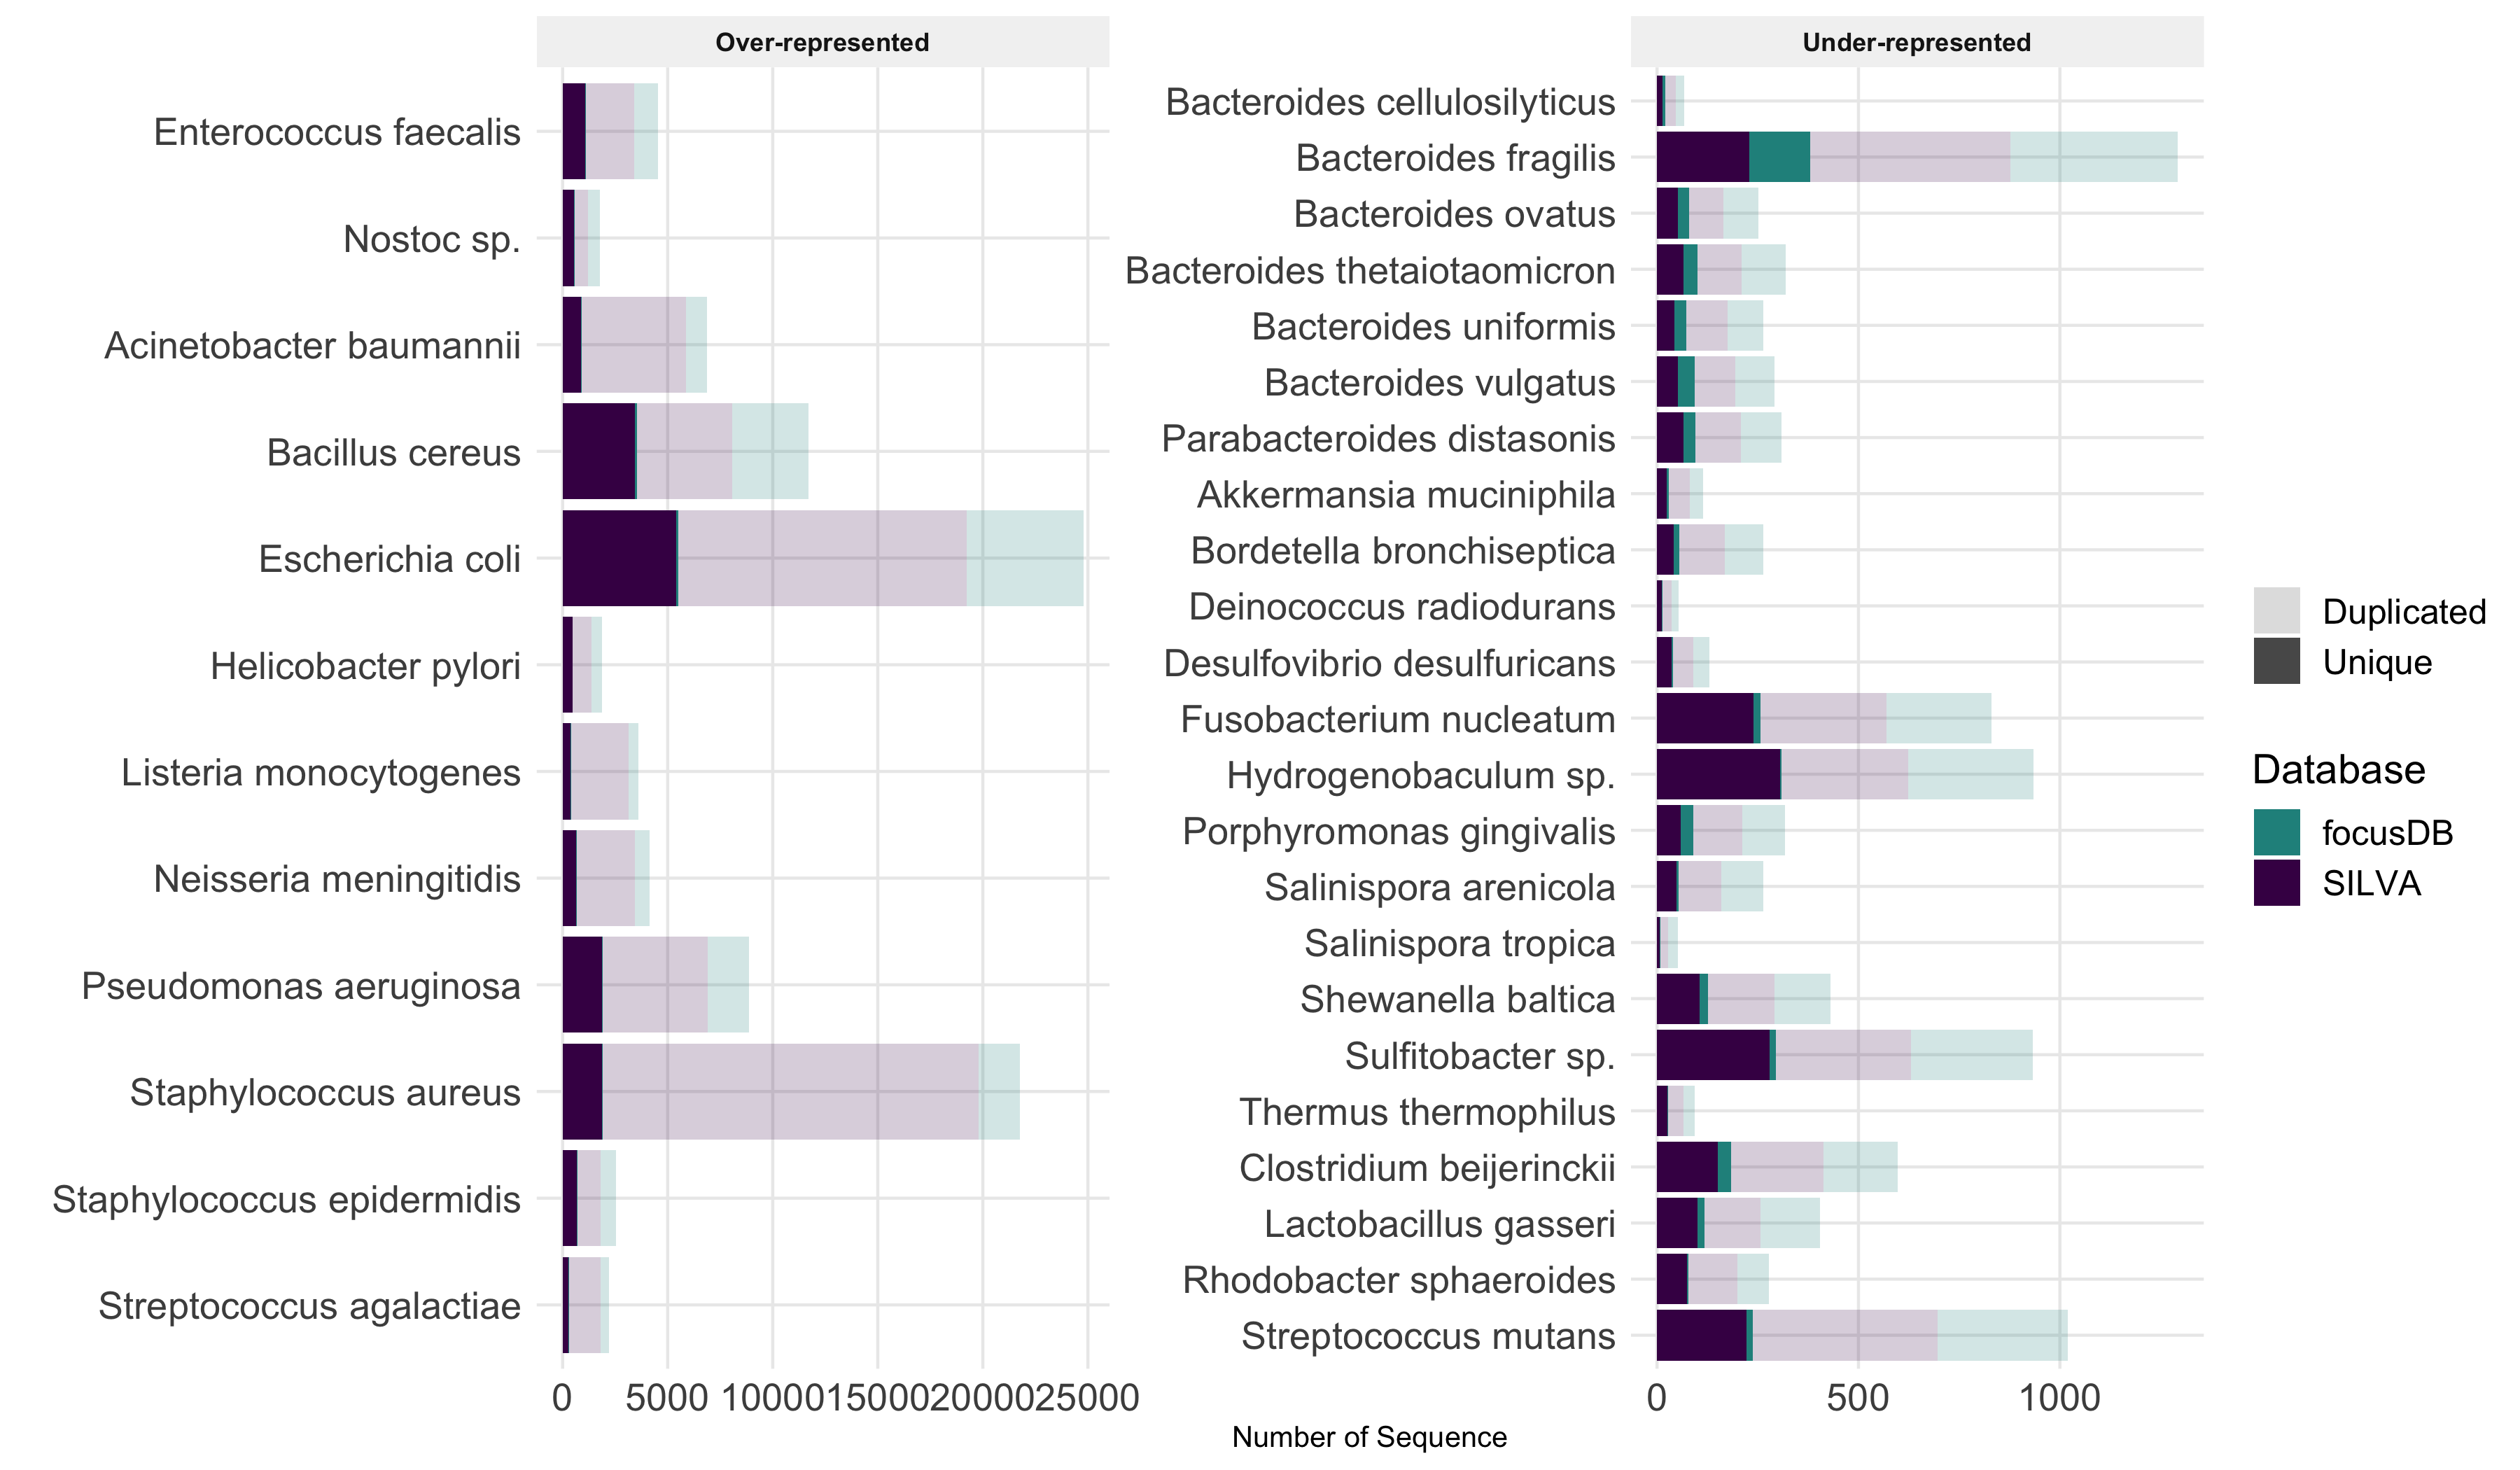 Over-represented
Enterococcus faecalis
Nostoc sp.
Acinetobacter baumannii
Bacillus cereus
Escherichia coli
Helicobacter pylori
Listeria monocytogenes
Neisseria meningitidis
Pseudomonas aeruginosa
Staphylococcus aureus
Staphylococcus epidermidis
Streptococcus agalactiae
0 5000 10000 15000 20000 25000
Under-represented
Bacteroides cellulosilyticus
Bacteroides fragilis
Bacteroides ovatus
Bacteroides thetaiotaomicron
Bacteroides uniformis
Bacteroides vulgatus
Parabacteroides distasonis
Akkermansia muciniphila
Bordetella bronchiseptica
Deinococcus radiodurans
Desulfovibrio desulfuricans
Fusobacterium nucleatum
Hydrogenobaculum sp.
Porphyromonas gingivalis
Salinispora arenicola
Salinispora tropica
Shewanella baltica
Sulfitobacter sp.
Thermus thermophilus
Clostridium beijerinckii
Lactobacillus gasseri
Rhodobacter sphaeroides
Streptococcus mutans
0 500 1000
Number of Sequence
Duplicated
Unique
Database
focusDB
SILVA